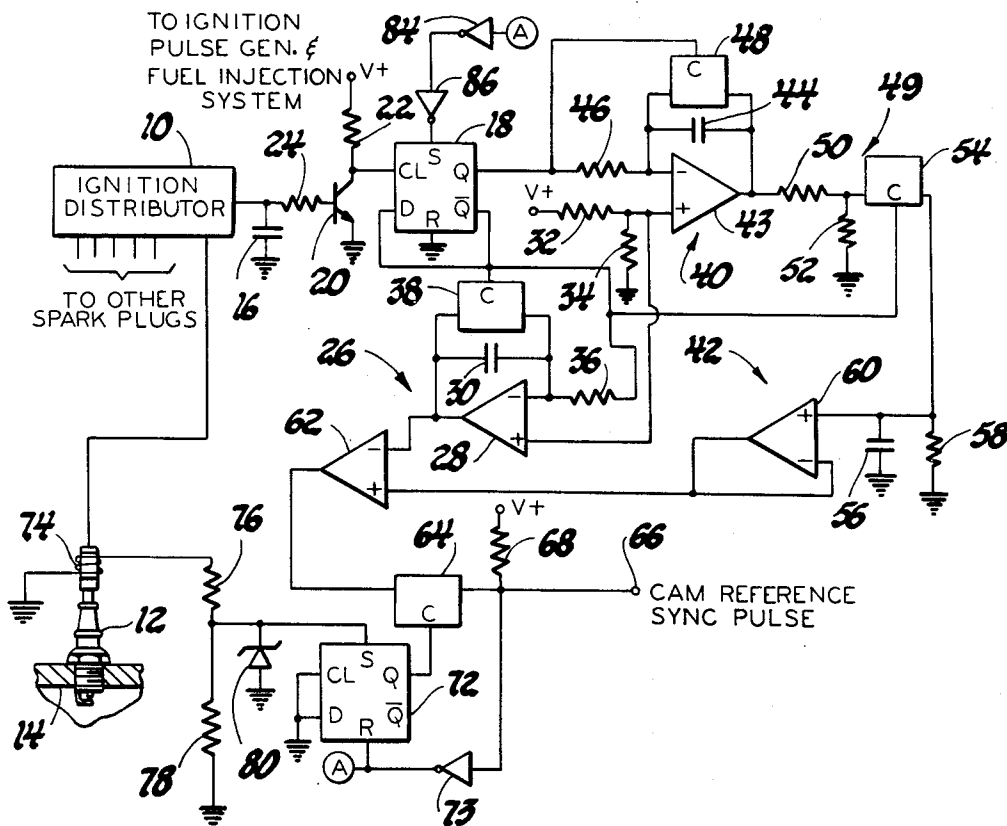 TO IGNITION
PULSE GEN. &
FUEL INJECTION
SYSTEM
V+
84
A
86
22
18
48
C
44
49
10
24
46
50
54
IGNITION
DISTRIBUTOR
S
CL Q
D R Q̅
V+
-
+
43
C
32
16
20
34
40
52
TO OTHER
SPARK PLUGS
38
C
26
30
36
42
60
62
-
+
28
+
-
58
-
+
56
V+
74
76
64
68
66
C
CAM REFERENCE
SYNC PULSE
12
S
CL Q
D R Q̅
72
14
78
80
A
73